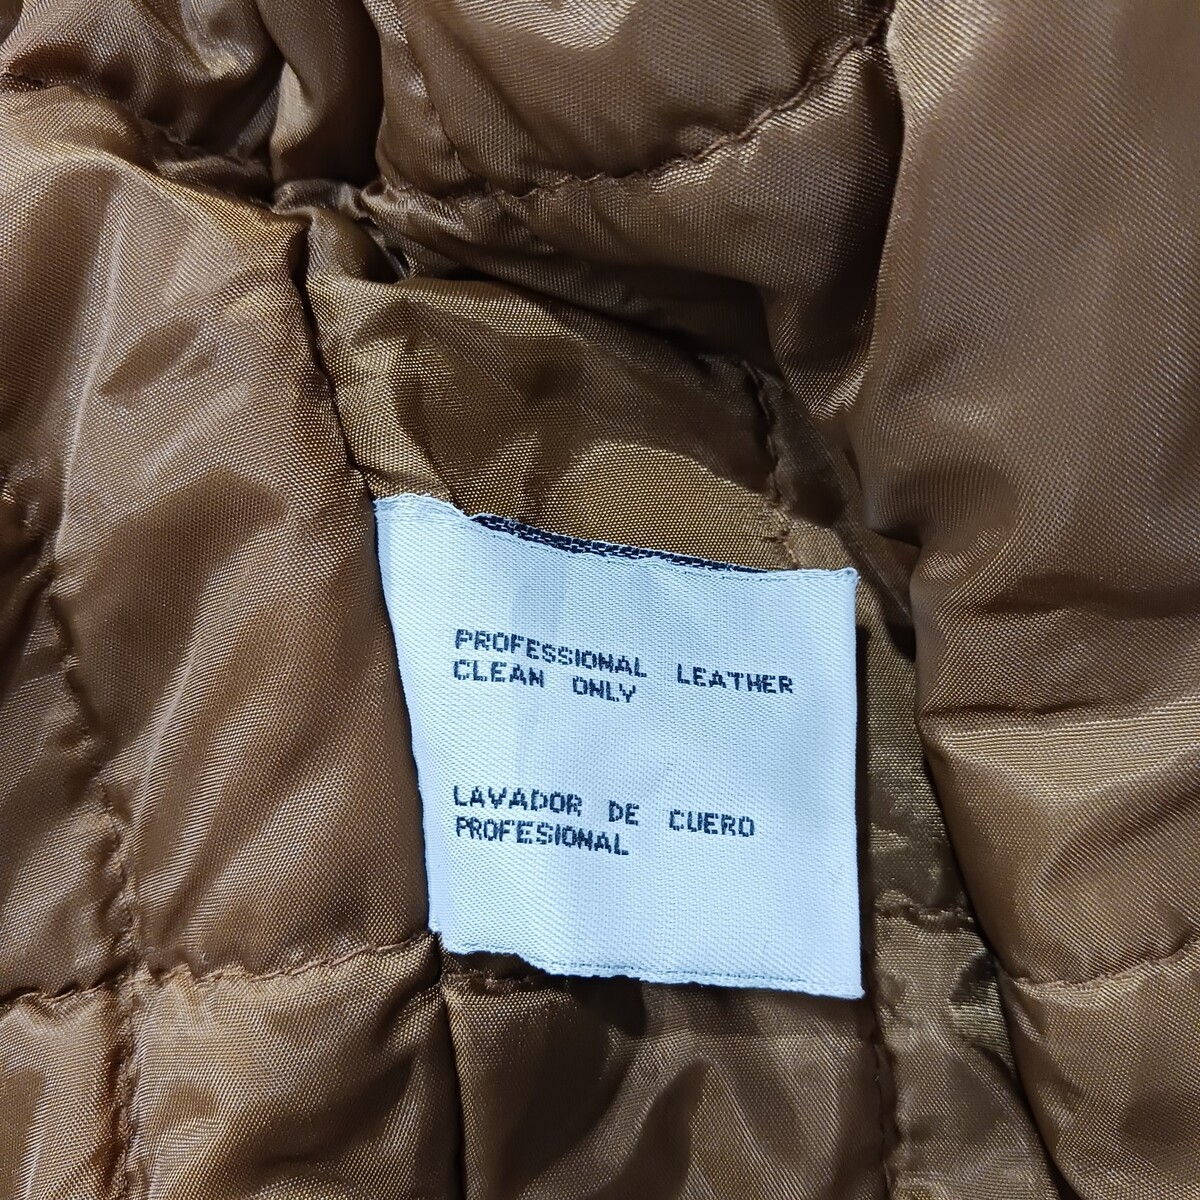 PROFESSIONAL LEATHER
CLEAN ONLY
LAVADOR DE CUERO
PROFESIONAL